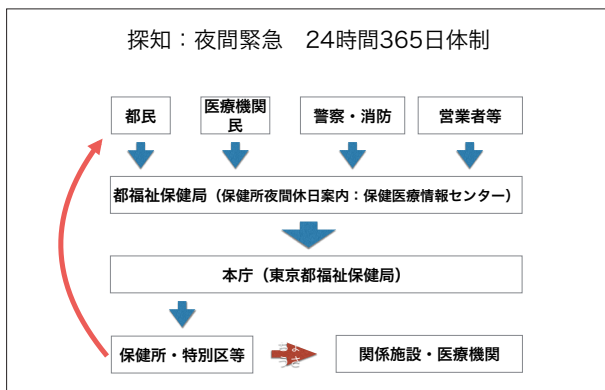 探知：夜間緊急　24時間365日体制
都民
医療機関
民
警察・消防
営業者等
都福祉保健局（保健所夜間休日案内：保健医療情報センター）
本庁（東京都福祉保健局）
保健所・特別区等
関係施設・医療機関